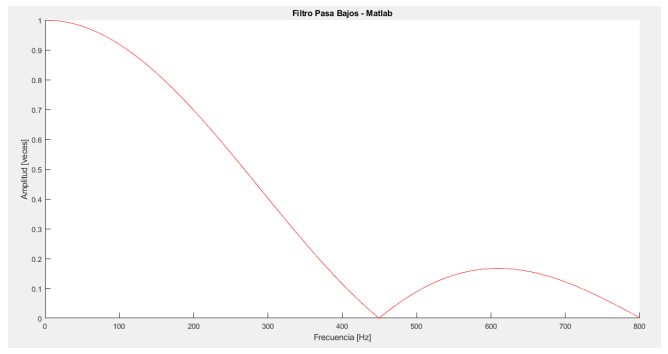 Filtro Pasa Bajos - Matlab
1
0.9
0.8
0.7
0.6
0.5
0.4
0.3
0.2
0.1
0
Amplitud [veces]
0 100 200 300 400 500 600 700 800
Frecuencia [Hz]